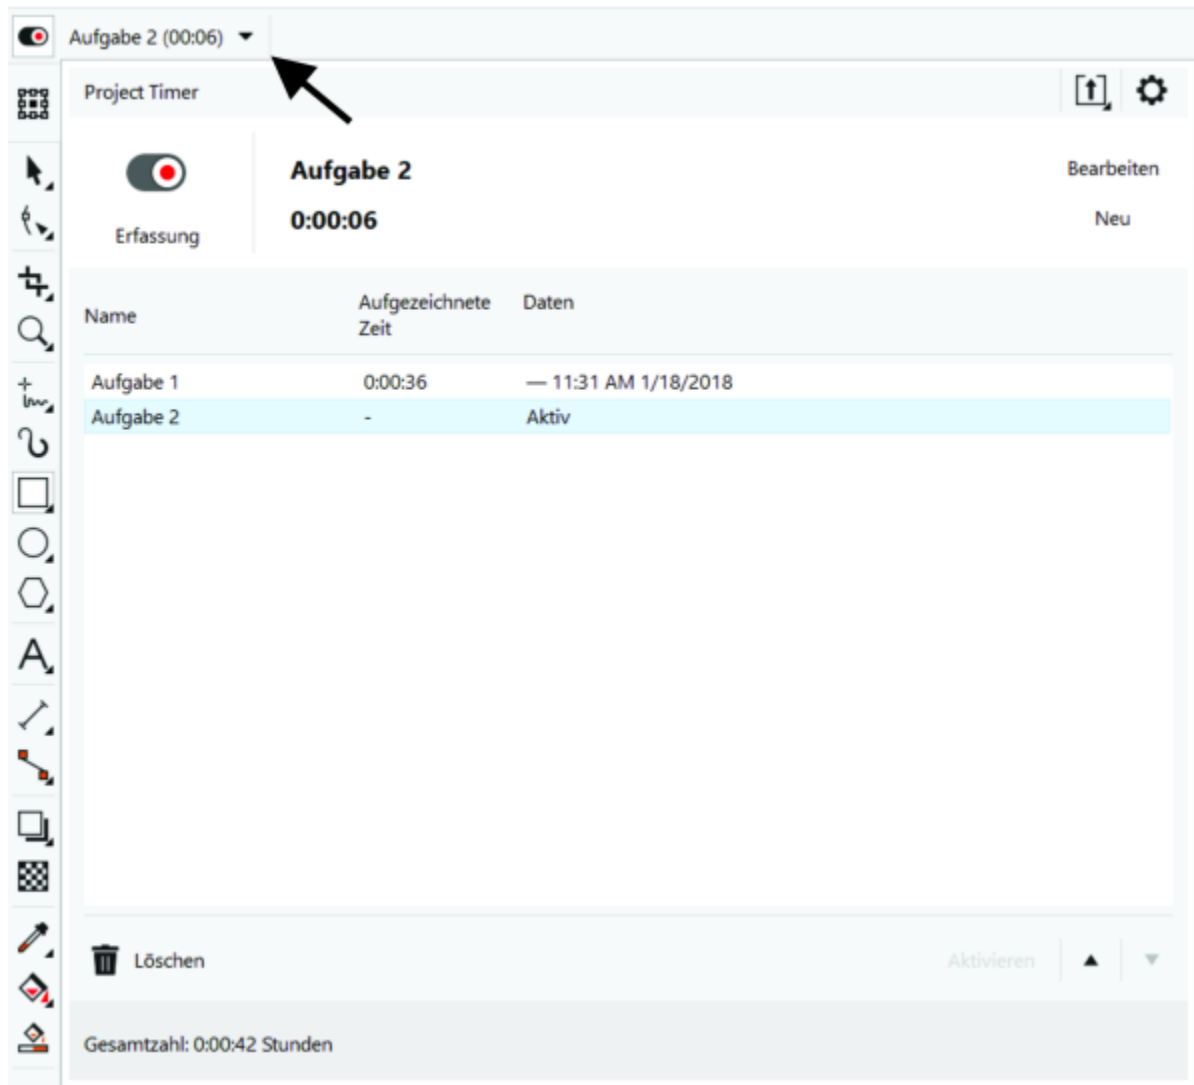 Aufgabe 2 (00:06)
Project Timer
Aufgabe 2
Bearbeiten
0:00:06
Neu
Erfassung
Name
Aufgezeichnete
Zeit
Daten
Aufgabe 1 0:00:36 — 11:31 AM 1/18/2018
Aufgabe 2 - Aktiv
Löschen
Aktivieren
Gesamtzahl: 0:00:42 Stunden